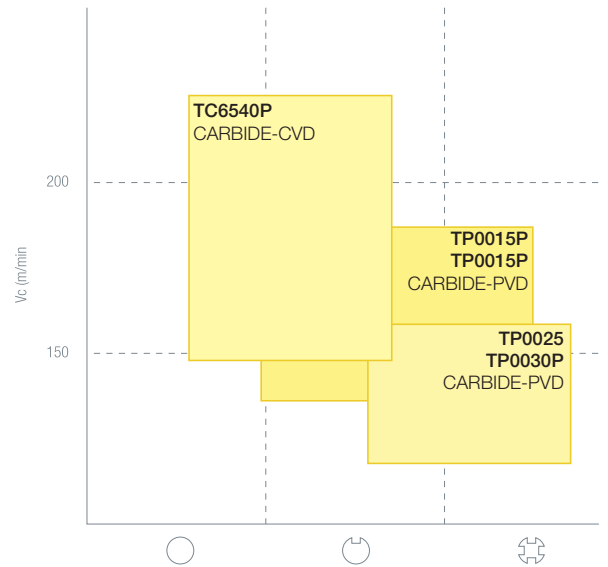 TC6540P
CARBIDE-CVD
200
TP0015P
TP0015P
CARBIDE-PVD
Vc (m/min
150
TP0025
TP0030P
CARBIDE-PVD